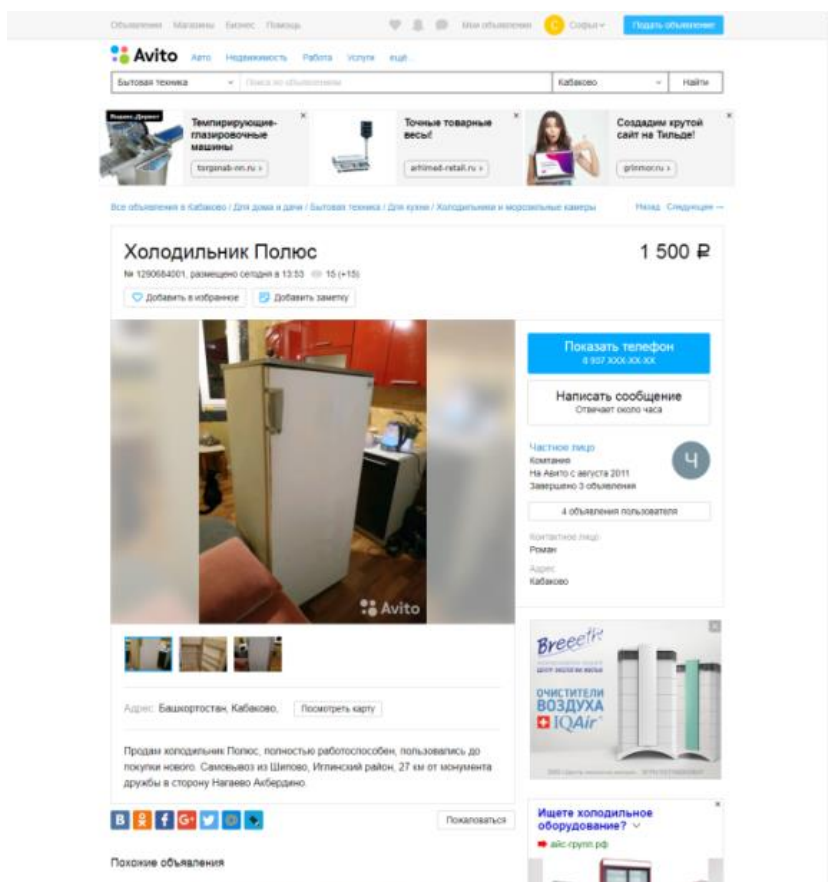 Объявления Магазины Бизнес Помощь
Мои объявления
С Софья
Подать объявление
Avito Авто Недвижимость Работа Услуги ещё...
Бытовая техника Поиск по объявлениям Кабаково Найти
Яндекс.Директ
Темперирующие-
глазировочные
машины
torgsnab-nn.ru
Точные товарные
весы!
arhimed-retail.ru
Создадим крутой
сайт на Тильде!
grinmor.ru
Все объявления в Кабаково / Для дома и дачи / Бытовая техника / Для кухни / Холодильники и морозильные камеры
Назад Следующее →
Холодильник Полюс
1 500 ₽
№ 1290684001, размещено сегодня в 13:53 15 (+15)
Добавить в избранное Добавить заметку
Показать телефон
8 937 XXX-XX-XX
Написать сообщение
Отвечает около часа
Частное лицо
Компания
На Авито с августа 2011
Завершено 3 объявления
Ч
4 объявления пользователя
Контактное лицо
Роман
Адрес
Кабаково
Avito
Адрес: Башкортостан, Кабаково, Посмотреть карту
Продам холодильник Полюс, полностью работоспособен, пользовались до
покупки нового. Самовывоз из Шипово, Иглинский район, 27 км от монумента
дружбы в сторону Нагаево Акбердино
Breeeth!
ОЧИСТИТЕЛИ
ВОЗДУХА
IQAir
Пожаловаться
Ищете холодильное
оборудование?
айс-групп.рф
Похожие объявления